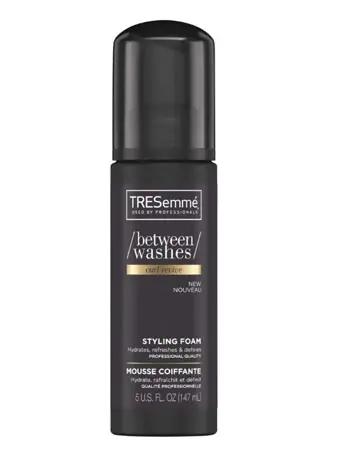 TRESemmé
USED BY PROFESSIONALS
/between
washes/
curl revive
NEW
NOUVEAU
STYLING FOAM
Hydrates, refreshes & defines
PROFESSIONAL QUALITY
MOUSSE COIFFANTE
Hydrate, rafraîchit et définit
QUALITÉ PROFESSIONNELLE
5 U.S. FL. OZ (147 mL)